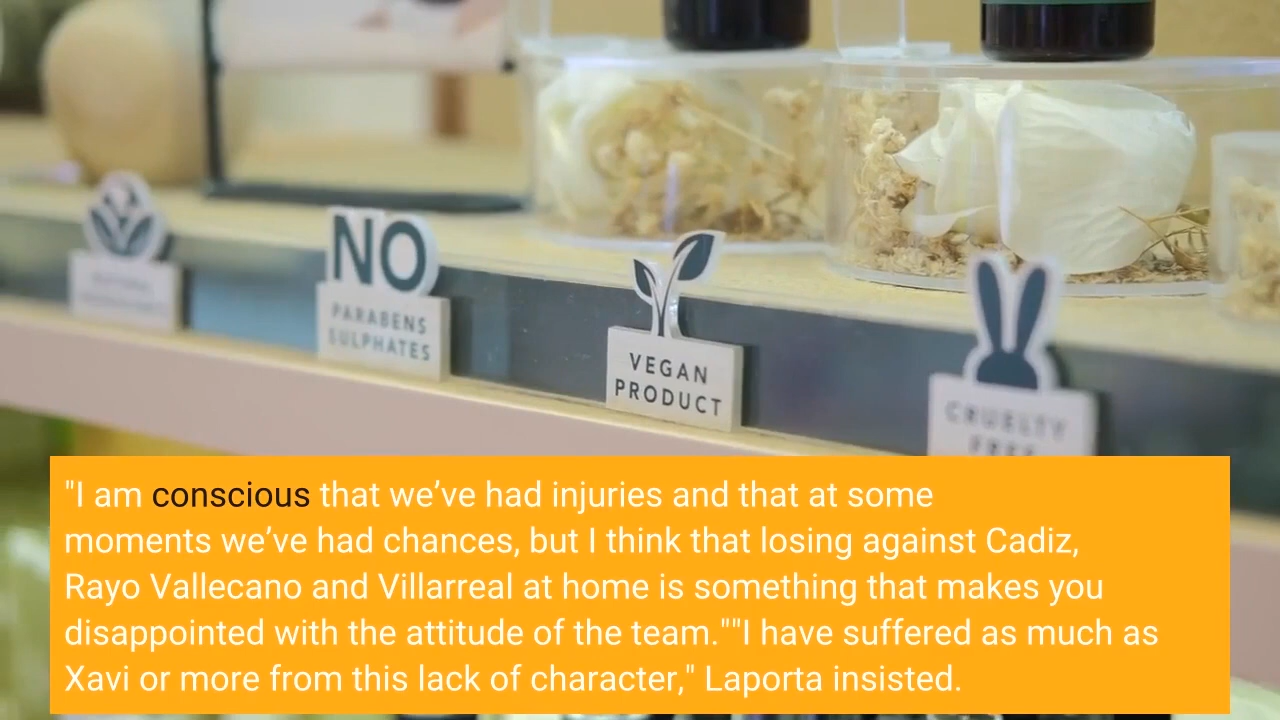 NO
PARABENS
SULPHATES
VEGAN
PRODUCT
CRUELTY
FREE
"I am conscious that we’ve had injuries and that at some
moments we’ve had chances, but I think that losing against Cadiz,
Rayo Vallecano and Villarreal at home is something that makes you
disappointed with the attitude of the team.""I have suffered as much as
Xavi or more from this lack of character," Laporta insisted.